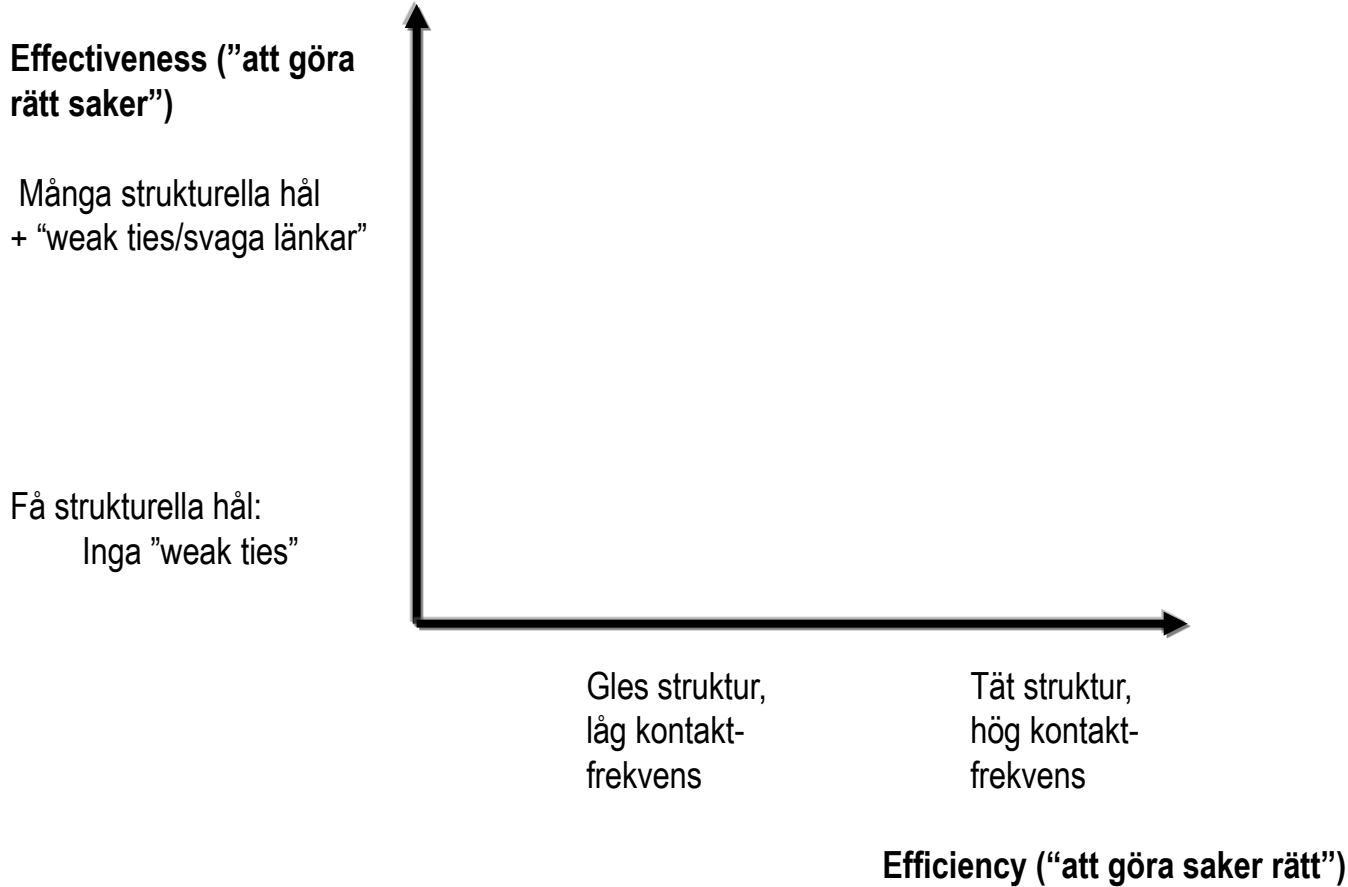 Effectiveness (”att göra
rätt saker”)
Många strukturella hål
+ “weak ties/svaga länkar”
Få strukturella hål:
Inga ”weak ties”
Gles struktur,
låg kontakt-
frekvens
Tät struktur,
hög kontakt-
frekvens
Efficiency (“att göra saker rätt”)